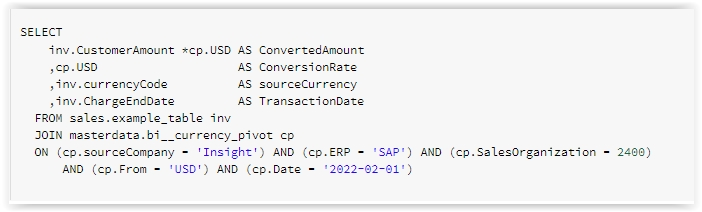 SELECT
inv.CustomerAmount *cp.USD AS ConvertedAmount
,cp.USD AS ConversionRate
,inv.currencyCode AS sourceCurrency
,inv.ChargeEndDate AS TransactionDate
FROM sales.example_table inv
JOIN masterdata.bi__currency_pivot cp
ON (cp.sourceCompany = 'Insight') AND (cp.ERP = 'SAP') AND (cp.SalesOrganization = 2400)
AND (cp.From = 'USD') AND (cp.Date = '2022-02-01')